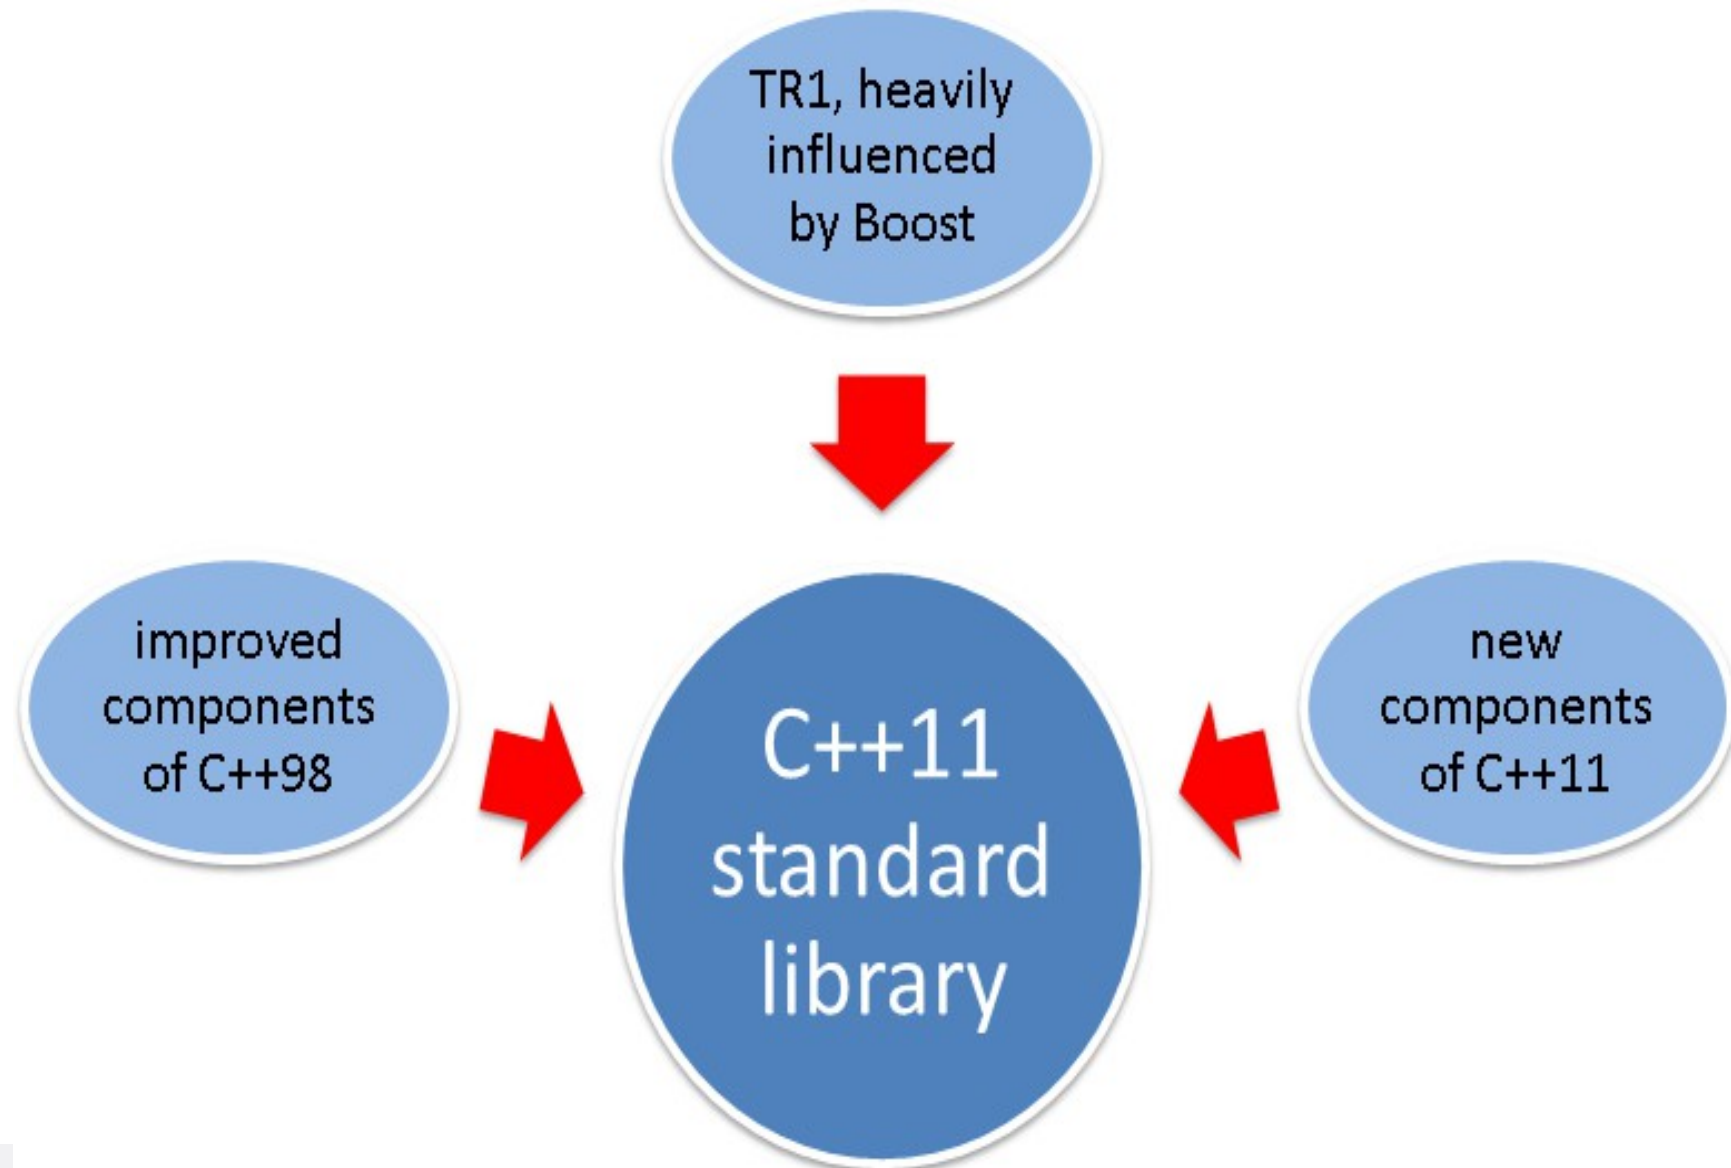 TR1, heavily
influenced
by Boost
improved
components
of C++98
C++11
standard
library
new
components
of C++11